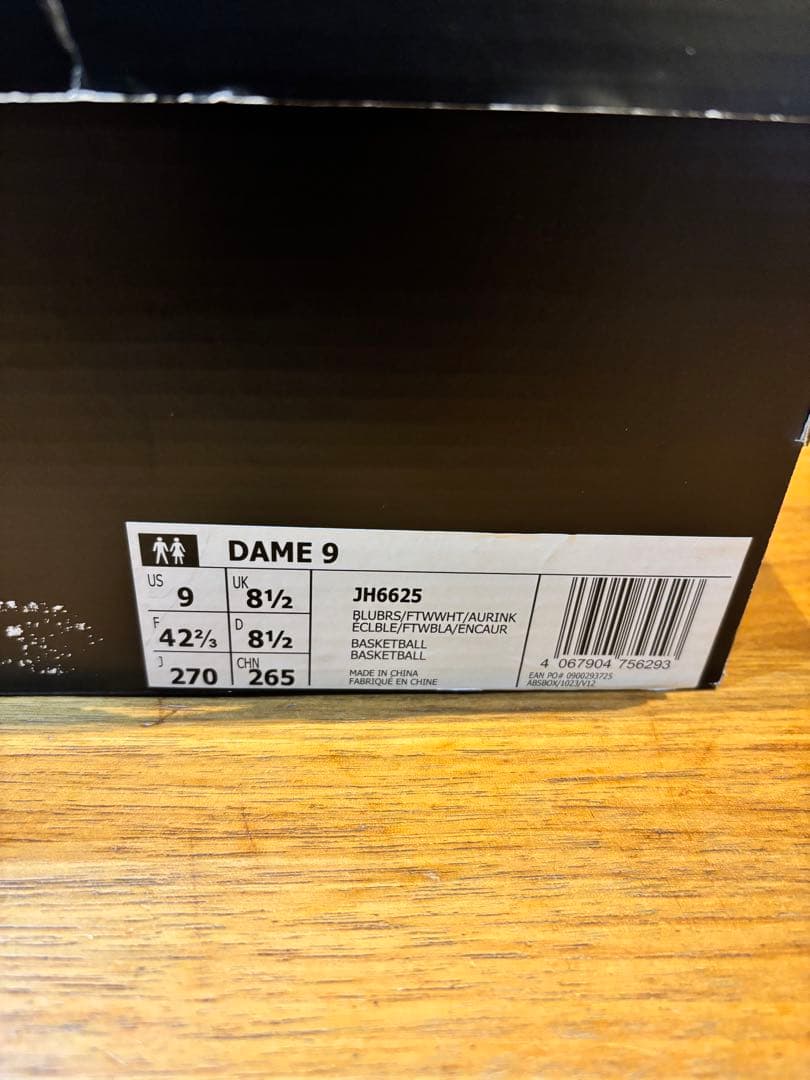 DAME 9
US 9 UK 8½
F 42⅔ D 8½
J 270 CHN 265
JH6625
BLUBRS/FTWWHT/AURINK
ÉCLBLE/FTWBLA/ENCAUR
BASKETBALL
BASKETBALL
MADE IN CHINA
FABRIQUÉ EN CHINE
4 067904 756293
EAN PO# 0900293725
ABSBOX/1023/V12